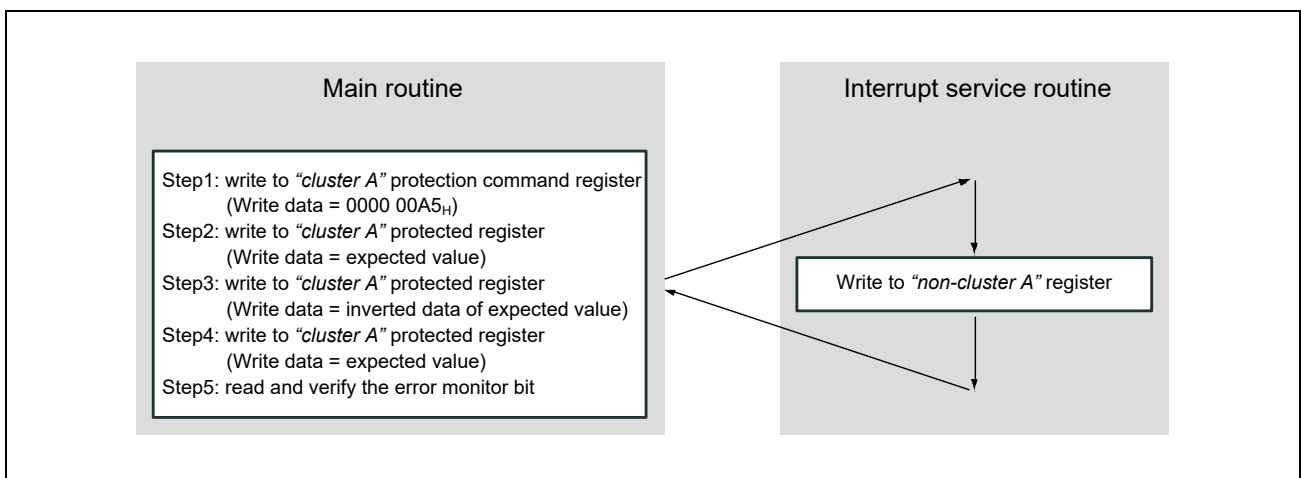 Main routine
Step1: write to “cluster A” protection command register
(Write data = 0000 00A5H)
Step2: write to “cluster A” protected register
(Write data = expected value)
Step3: write to “cluster A” protected register
(Write data = inverted data of expected value)
Step4: write to “cluster A” protected register
(Write data = expected value)
Step5: read and verify the error monitor bit
Interrupt service routine
Write to “non-cluster A” register